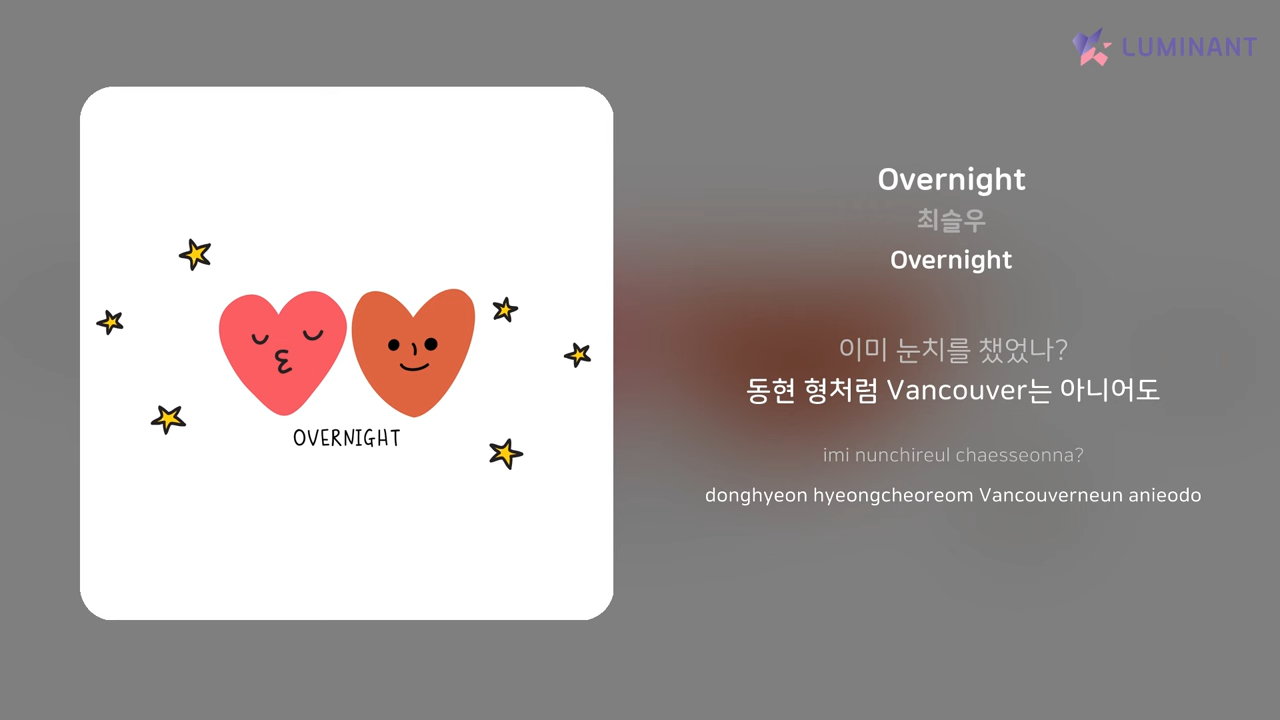 LUMINANT
OVERNIGHT
Overnight
최슬우
Overnight
이미 눈치를 챘었나?
동현 형처럼 Vancouver는 아니어도
imi nunchireul chaesseonna?
donghyeon hyeongcheoreom Vancouverneun anieodo